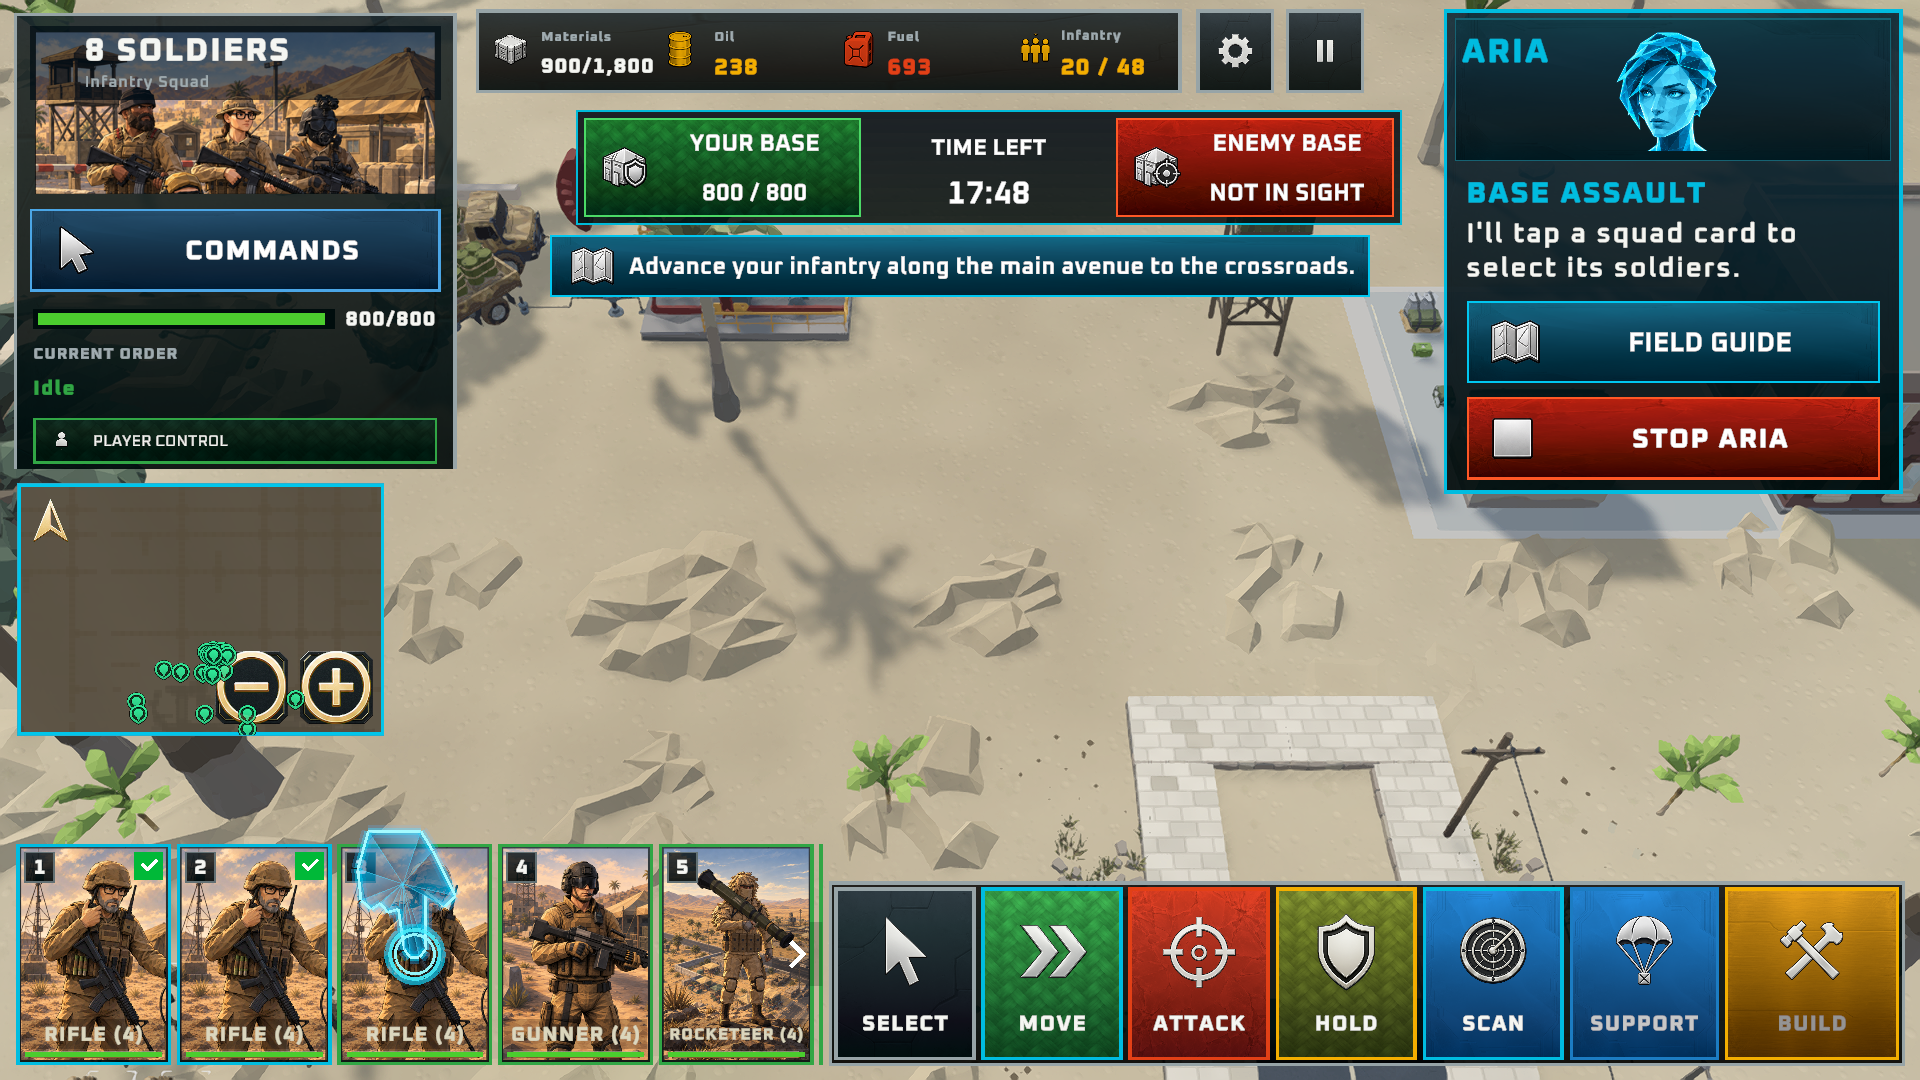 8 SOLDIERS
Infantry Squad
COMMANDS
800/800
CURRENT ORDER
Idle
PLAYER CONTROL
Materials
900/1,800
Oil
238
Fuel
693
Infantry
20 / 48
YOUR BASE
800 / 800
TIME LEFT
17:48
ENEMY BASE
NOT IN SIGHT
Advance your infantry along the main avenue to the crossroads.
ARIA
BASE ASSAULT
I'll tap a squad card to
select its soldiers.
FIELD GUIDE
STOP ARIA
1
RIFLE (4)
2
RIFLE (4)
3
RIFLE (4)
4
GUNNER (4)
5
ROCKETEER (4)
SELECT
MOVE
ATTACK
HOLD
SCAN
SUPPORT
BUILD